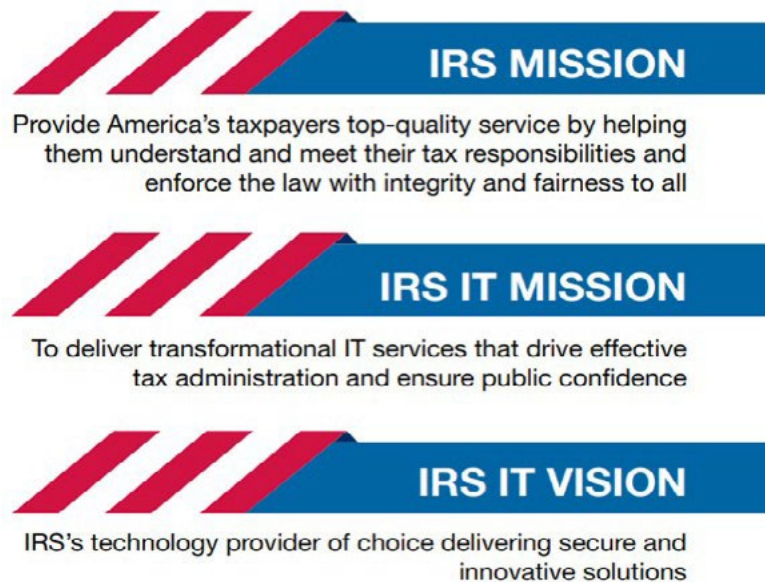 IRS MISSION
Provide America's taxpayers top-quality service by helping
them understand and meet their tax responsibilities and
enforce the law with integrity and fairness to all
IRS IT MISSION
To deliver transformational IT services that drive effective
tax administration and ensure public confidence
IRS IT VISION
IRS's technology provider of choice delivering secure and
innovative solutions